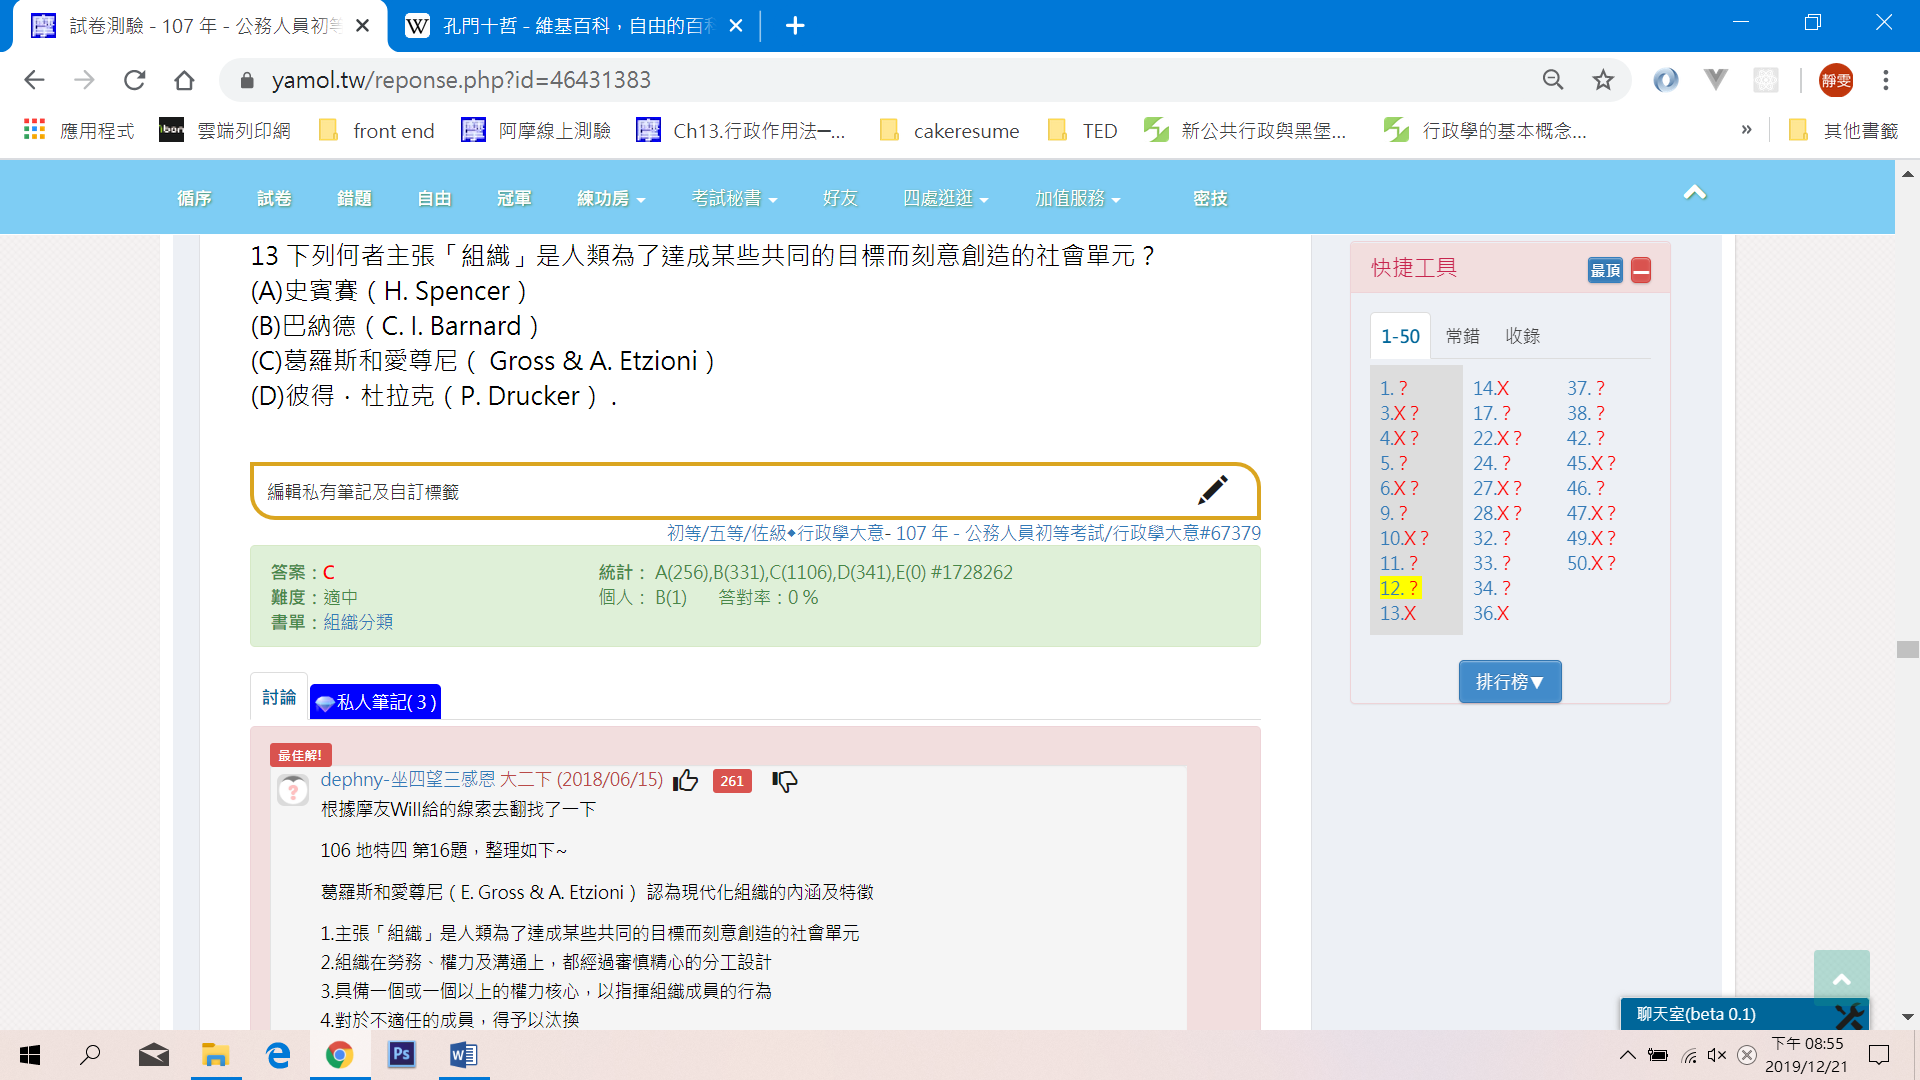 試卷測驗 - 107 年 - 公務人員初等
孔門十哲 - 維基百科，自由的百科
yamol.tw/reponse.php?id=46431383
靜雯
應用程式
ibon 雲端列印網
front end
阿摩線上測驗
Ch13.行政作用法─...
cakeresume
TED
新公共行政與黑堡...
行政學的基本概念...
»
其他書籤
循序 試卷 錯題 自由 冠軍 練功房 考試秘書 好友 四處逛逛 加值服務 密技
13 下列何者主張「組織」是人類為了達成某些共同的目標而刻意創造的社會單元？
(A)史賓賽（H. Spencer）
(B)巴納德（C. I. Barnard）
(C)葛羅斯和愛尊尼（ Gross & A. Etzioni）
(D)彼得．杜拉克（P. Drucker） .
編輯私有筆記及自訂標籤
初等/五等/佐級◆行政學大意- 107 年 - 公務人員初等考試/行政學大意#67379
答案：C
難度：適中
書單：組織分類
統計： A(256),B(331),C(1106),D(341),E(0) #1728262
個人： B(1) 答對率：0 %
討論
私人筆記( 3 )
最佳解!
dephny-坐四望三感恩 大二下 (2018/06/15) 261
根據摩友Will給的線索去翻找了一下
106 地特四 第16題，整理如下~
葛羅斯和愛尊尼（E. Gross & A. Etzioni） 認為現代化組織的內涵及特徵
1.主張「組織」是人類為了達成某些共同的目標而刻意創造的社會單元
2.組織在勞務、權力及溝通上，都經過審慎精心的分工設計
3.具備一個或一個以上的權力核心，以指揮組織成員的行為
4.對於不適任的成員，得予以汰換
快捷工具
最頂
1-50 常錯 收錄
1. ?
3.X ?
4.X ?
5. ?
6.X ?
9. ?
10.X ?
11. ?
12. ?
13.X
14.X
17. ?
22.X ?
24. ?
27.X ?
28.X ?
32. ?
33. ?
34. ?
36.X
37. ?
38. ?
42. ?
45.X ?
46. ?
47.X ?
49.X ?
50.X ?
排行榜▼
聊天室(beta 0.1)
下午 08:55
2019/12/21